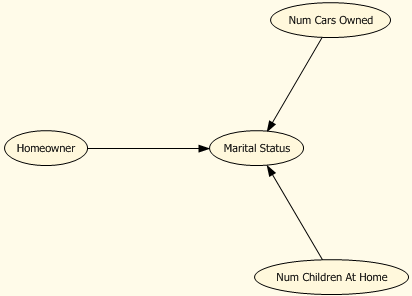 Num Cars Owned
Homeowner
Marital Status
Num Children At Home